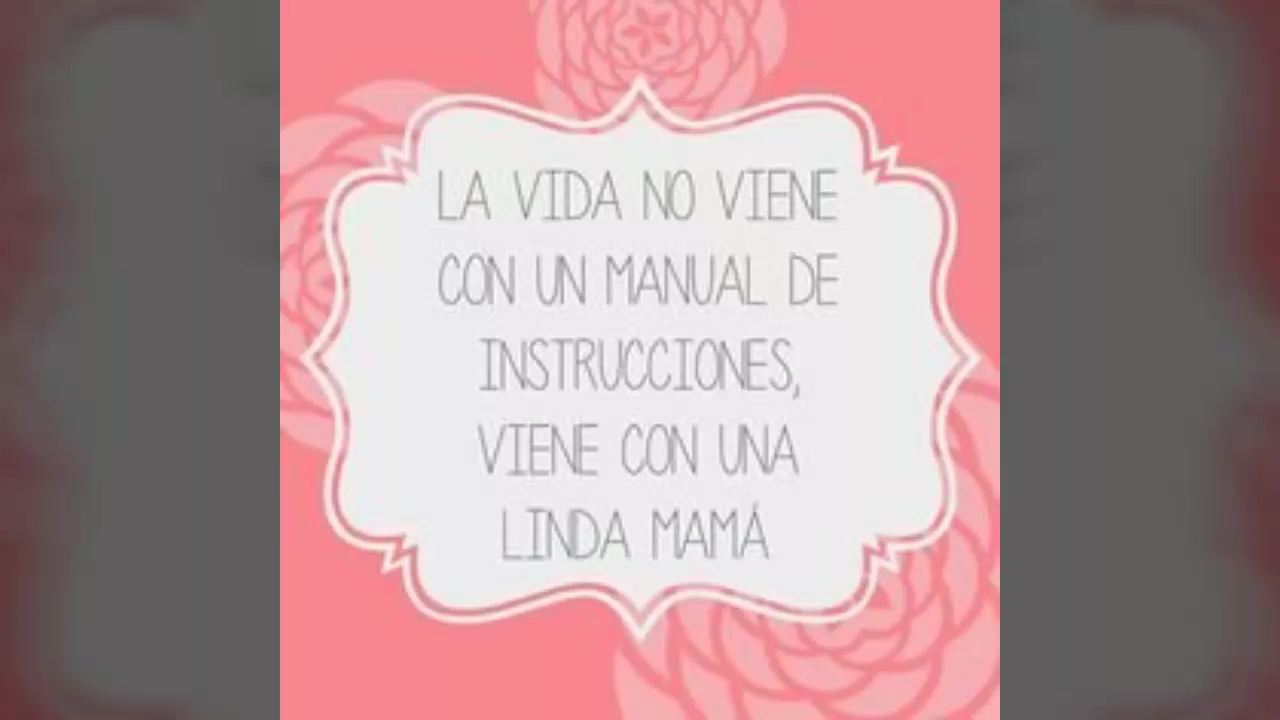 LA VIDA NO VIENE
CON UN MANUAL DE
INSTRUCCIONES,
VIENE CON UNA
LINDA MAMÁ